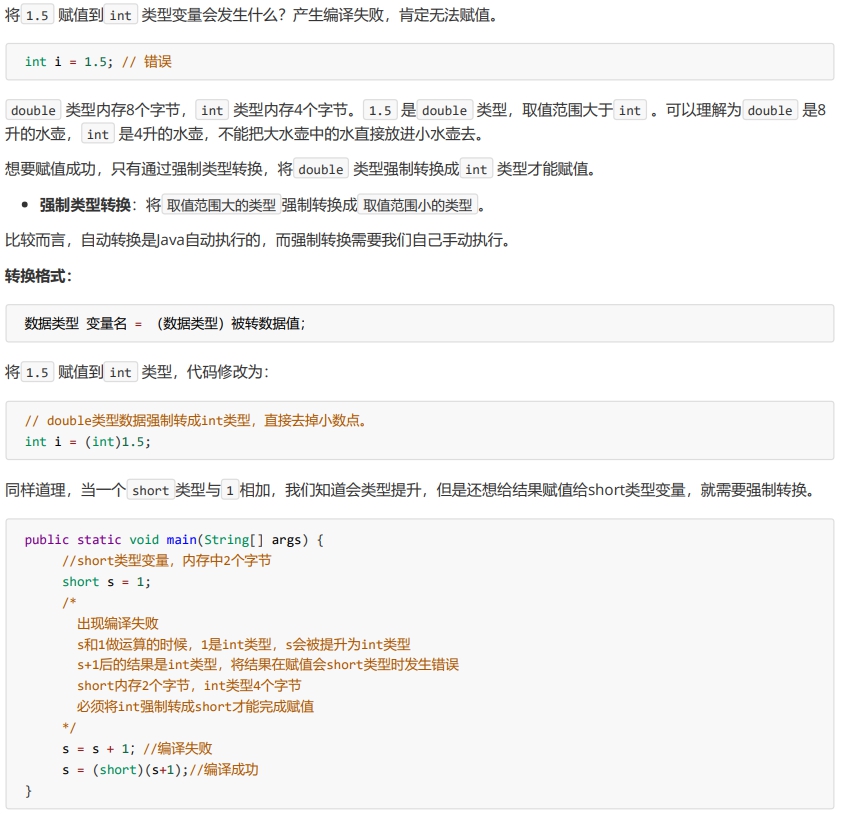 将 1.5 赋值到 int 类型变量会发生什么？产生编译失败，肯定无法赋值。
int i = 1.5; // 错误
double 类型内存8个字节，int 类型内存4个字节。1.5 是 double 类型，取值范围大于 int 。可以理解为 double 是8
升的水壶，int 是4升的水壶，不能把大水壶中的水直接放进小水壶去。
想要赋值成功，只有通过强制类型转换，将 double 类型强制转换成 int 类型才能赋值。
• 强制类型转换：将 取值范围大的类型 强制转换成 取值范围小的类型 。
比较而言，自动转换是Java自动执行的，而强制转换需要我们自己手动执行。
转换格式：
数据类型 变量名 = （数据类型）被转数据值；
将 1.5 赋值到 int 类型，代码修改为：
// double类型数据强制转成int类型，直接去掉小数点。
int i = (int)1.5;
同样道理，当一个 short 类型与 1 相加，我们知道会类型提升，但是还想给结果赋值给short类型变量，就需要强制转换。
public static void main(String[] args) {
//short类型变量，内存中2个字节
short s = 1;
/*
出现编译失败
s和1做运算的时候，1是int类型，s会被提升为int类型
s+1后的结果是int类型，将结果在赋值会short类型时发生错误
short内存2个字节，int类型4个字节
必须将int强制转成short才能完成赋值
*/
s = s + 1; //编译失败
s = (short)(s+1);//编译成功
}